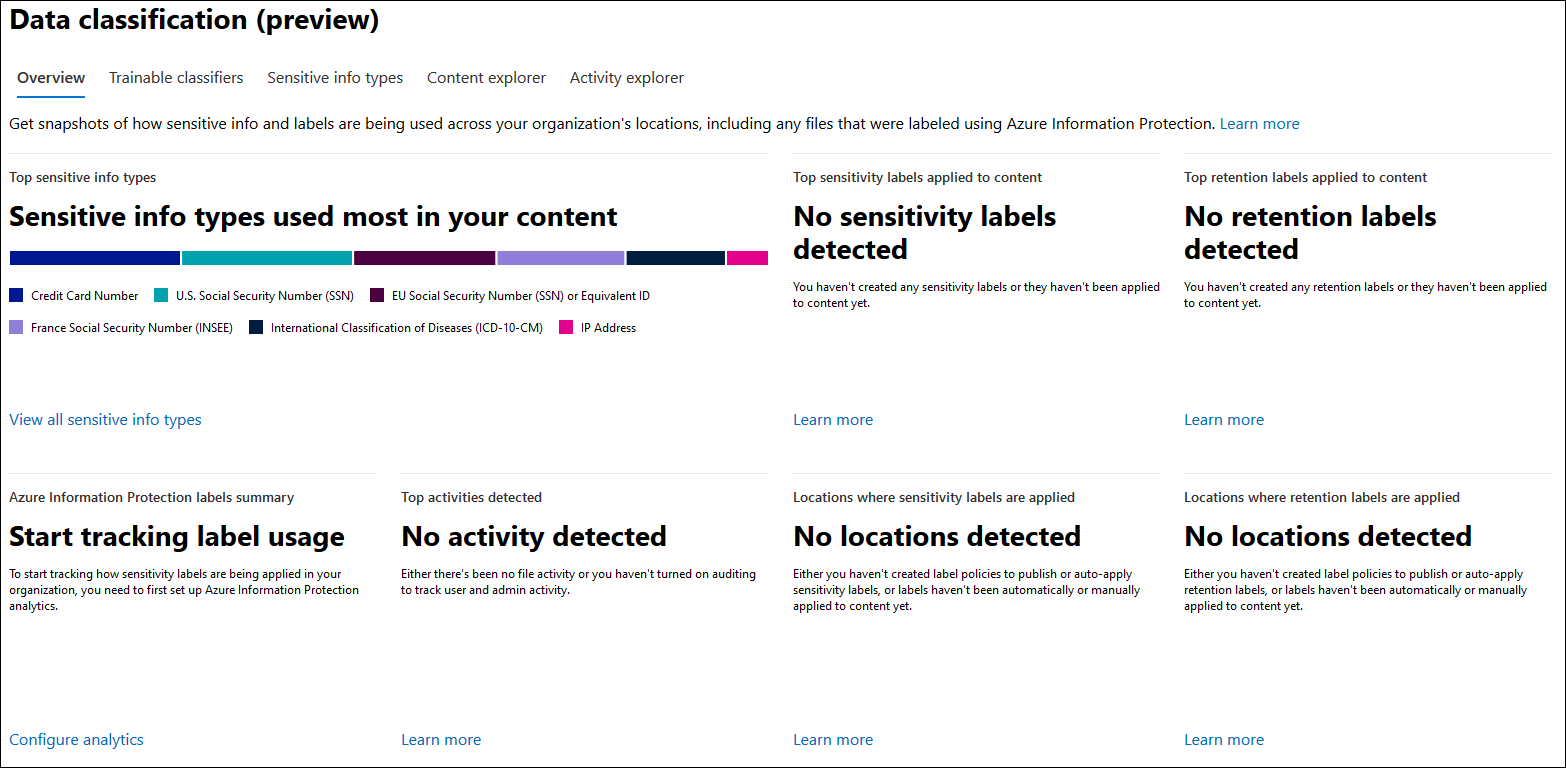 Data classification (preview)
Overview Trainable classifiers Sensitive info types Content explorer Activity explorer
Get snapshots of how sensitive info and labels are being used across your organization's locations, including any files that were labeled using Azure Information Protection. Learn more
Top sensitive info types
Sensitive info types used most in your content
Credit Card Number U.S. Social Security Number (SSN) EU Social Security Number (SSN) or Equivalent ID
France Social Security Number (INSEE) International Classification of Diseases (ICD-10-CM) IP Address
View all sensitive info types
Top sensitivity labels applied to content
No sensitivity labels
detected
You haven't created any sensitivity labels or they haven't been applied
to content yet.
Learn more
Top retention labels applied to content
No retention labels
detected
You haven't created any retention labels or they haven't been applied
to content yet.
Learn more
Azure Information Protection labels summary
Start tracking label usage
To start tracking how sensitivity labels are being applied in your
organization, you need to first set up Azure Information Protection
analytics.
Configure analytics
Top activities detected
No activity detected
Either there's been no file activity or you haven't turned on auditing
to track user and admin activity.
Learn more
Locations where sensitivity labels are applied
No locations detected
Either you haven't created label policies to publish or auto-apply
sensitivity labels, or labels haven't been automatically or manually
applied to content yet.
Learn more
Locations where retention labels are applied
No locations detected
Either you haven't created label policies to publish or auto-apply
retention labels, or labels haven't been automatically or manually
applied to content yet.
Learn more